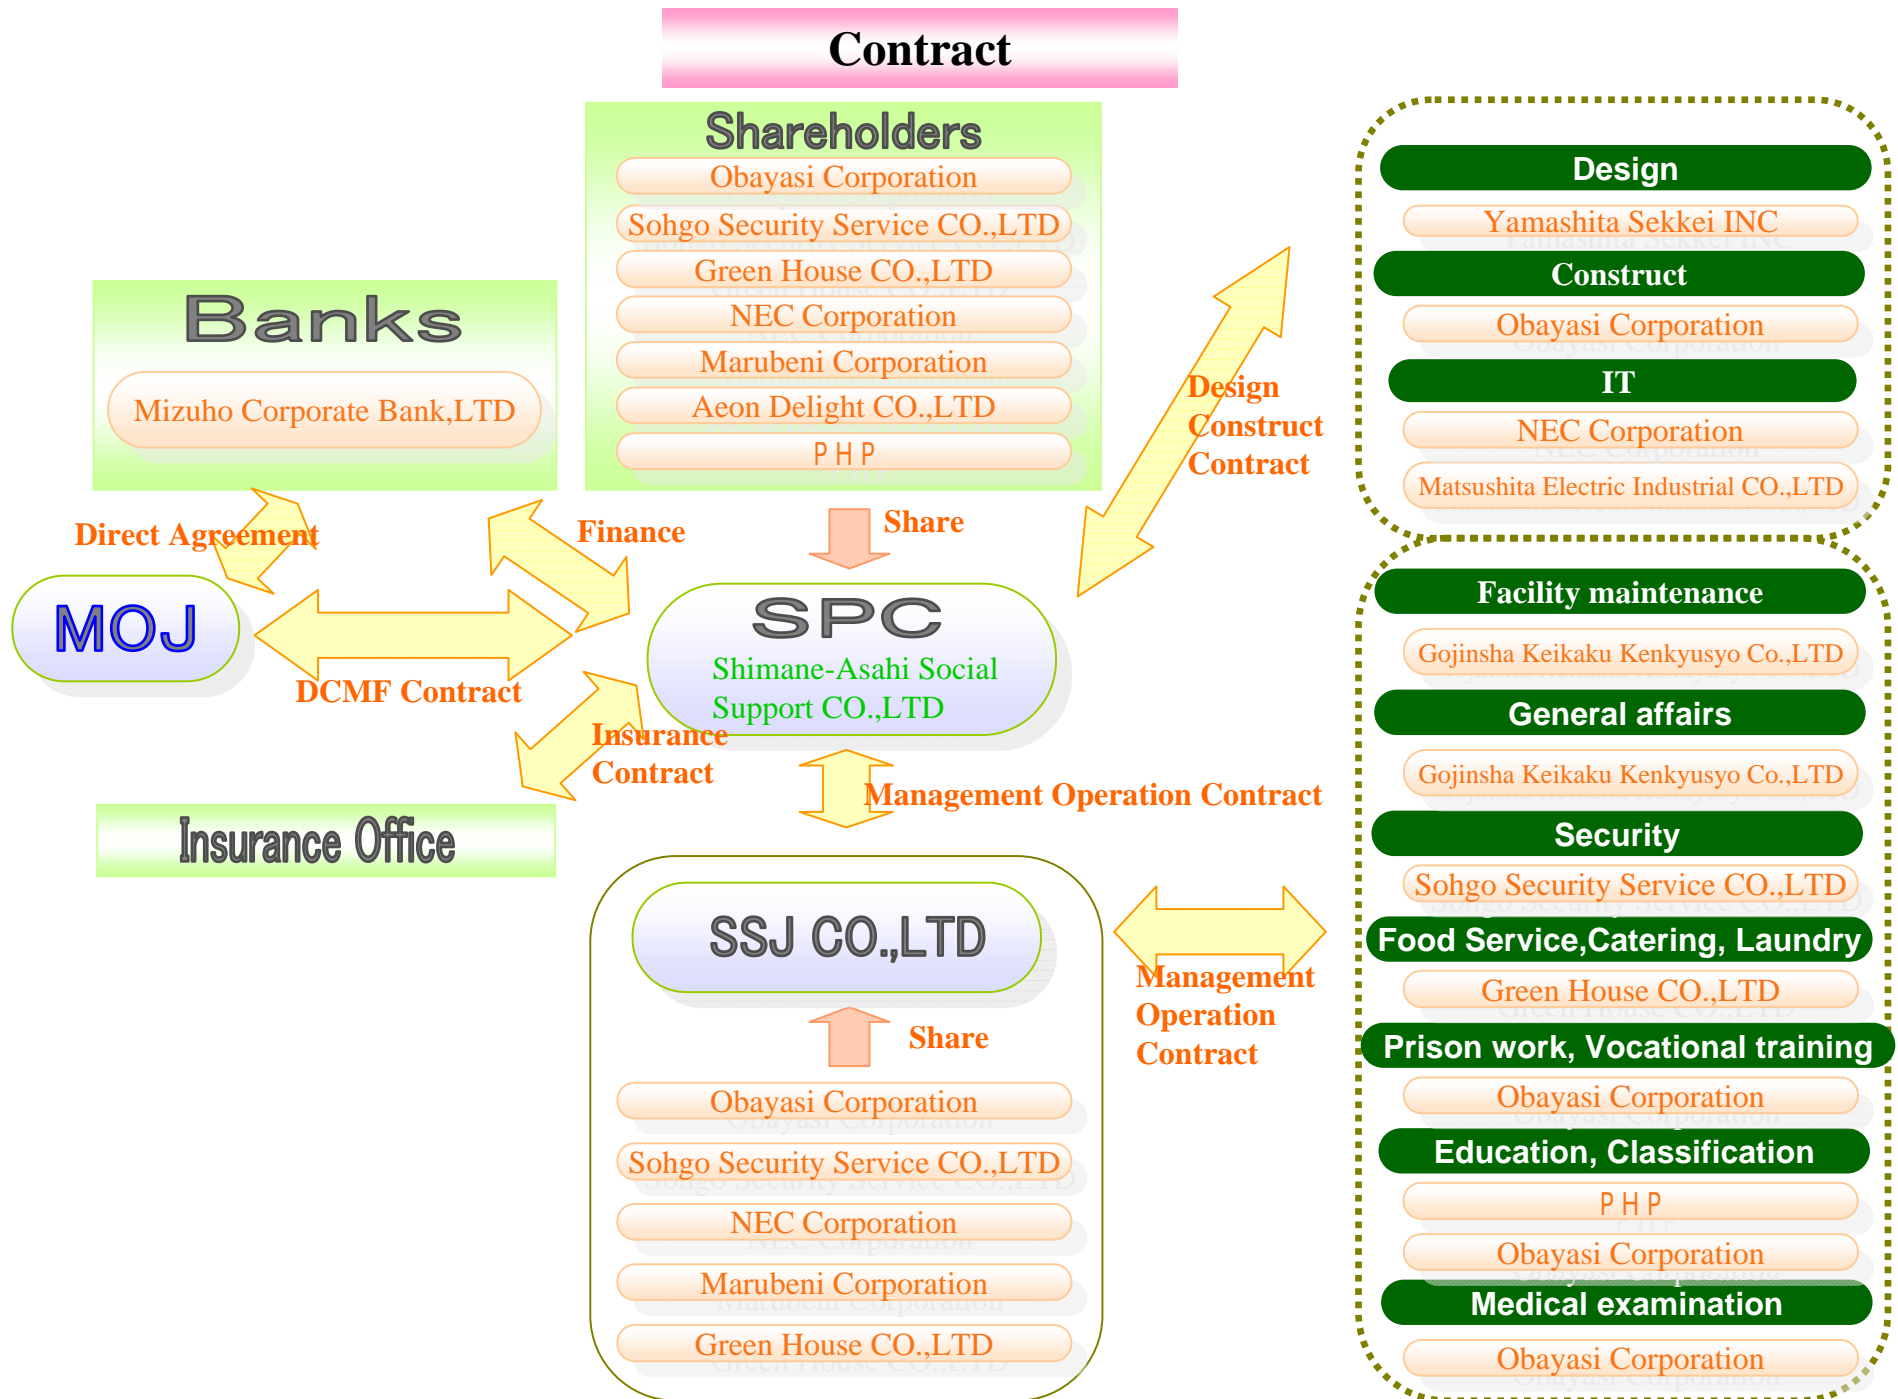 Contract
Shareholders
Obayasi Corporation
Sohgo Security Service CO.,LTD
Green House CO.,LTD
NEC Corporation
Marubeni Corporation
Aeon Delight CO.,LTD
ＰＨＰ
Banks
Mizuho Corporate Bank,LTD
Direct Agreement
Finance
Share
Design
Construct
Contract
MOJ
DCMF Contract
SPC
Shimane-Asahi Social
Support CO.,LTD
Insurance
Contract
Management Operation Contract
Insurance Office
SSJ CO.,LTD
Share
Management
Operation
Contract
Obayasi Corporation
Sohgo Security Service CO.,LTD
NEC Corporation
Marubeni Corporation
Green House CO.,LTD
Design
Yamashita Sekkei INC
Construct
Obayasi Corporation
IT
NEC Corporation
Matsushita Electric Industrial CO.,LTD
Facility maintenance
Gojinsha Keikaku Kenkyusyo Co.,LTD
General affairs
Gojinsha Keikaku Kenkyusyo Co.,LTD
Security
Sohgo Security Service CO.,LTD
Food Service,Catering, Laundry
Green House CO.,LTD
Prison work, Vocational training
Obayasi Corporation
Education, Classification
ＰＨＰ
Obayasi Corporation
Medical examination
Obayasi Corporation